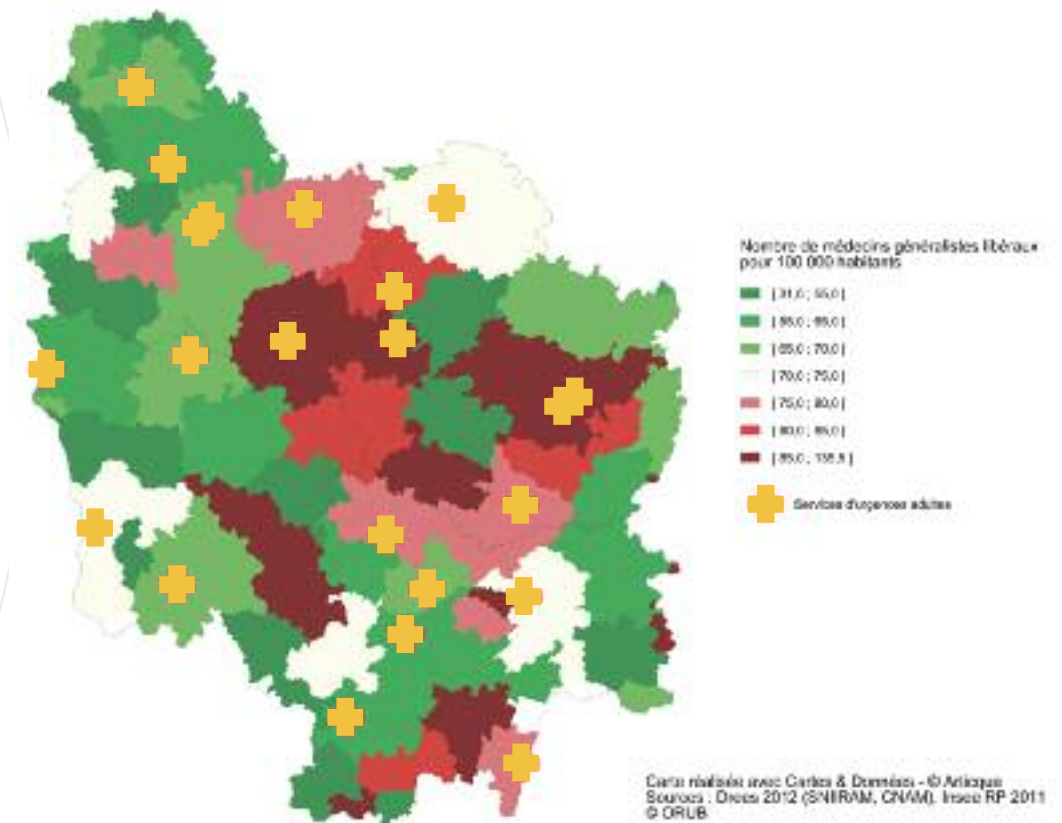 Nombre de médecins généralistes libéraux
pour 100 000 habitants
[ 31,0 ; 55,0 [
[ 55,0 ; 65,0 [
[ 65,0 ; 70,0 [
[ 70,0 ; 75,0 [
[ 75,0 ; 80,0 [
[ 80,0 ; 85,0 [
[ 85,0 ;
Services d'urgences adultes
Carte réalisée avec Cartes & Données - © Articque
Sources : Drees 2012 (SNIIRAM, CNAM), Insee RP 2011
© ORUB